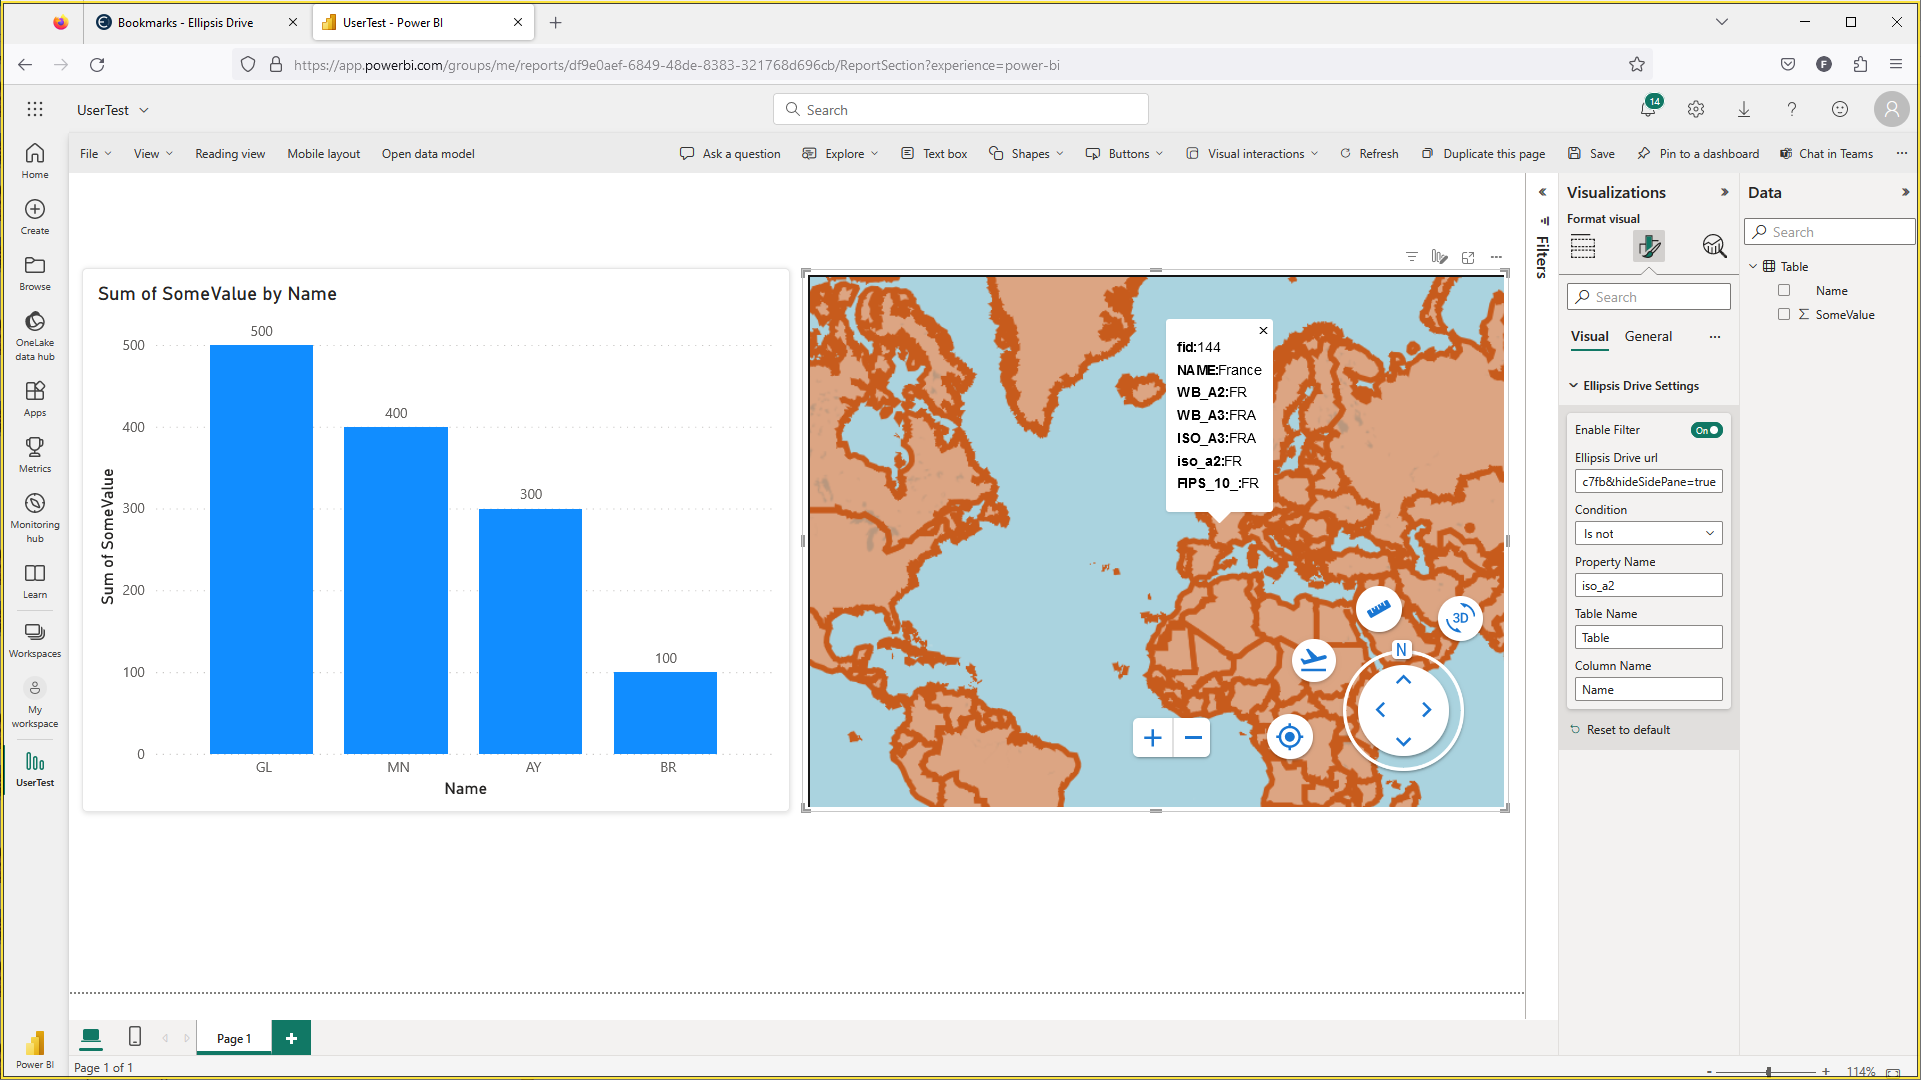 Bookmarks - Ellipsis Drive
UserTest - Power BI
https://app.powerbi.com/groups/me/reports/df9e0aef-6849-48de-8383-321768d696cb/ReportSection?experience=power-bi
F
UserTest
Search
14
File
View
Reading view
Mobile layout
Open data model
Ask a question
Explore
Text box
Shapes
Buttons
Visual interactions
Refresh
Duplicate this page
Save
Pin to a dashboard
Chat in Teams
Home
Create
Browse
OneLake
data hub
Apps
Metrics
Monitoring
hub
Learn
Workspaces
My
workspace
UserTest
Power BI
Sum of SomeValue by Name
Sum of SomeValue
500
400
300
200
100
0
500
400
300
100
GL
MN
AY
BR
Name
fid:144
NAME:France
WB_A2:FR
WB_A3:FRA
ISO_A3:FRA
iso_a2:FR
FIPS_10_:FR
3D
N
Filters
Visualizations
Format visual
Search
Visual
General
Ellipsis Drive Settings
Enable Filter
On
Ellipsis Drive url
c7fb&hideSidePane=true
Condition
Is not
Property Name
iso_a2
Table Name
Table
Column Name
Name
Reset to default
Data
Search
Table
Name
SomeValue
Page 1
Page 1 of 1
114%